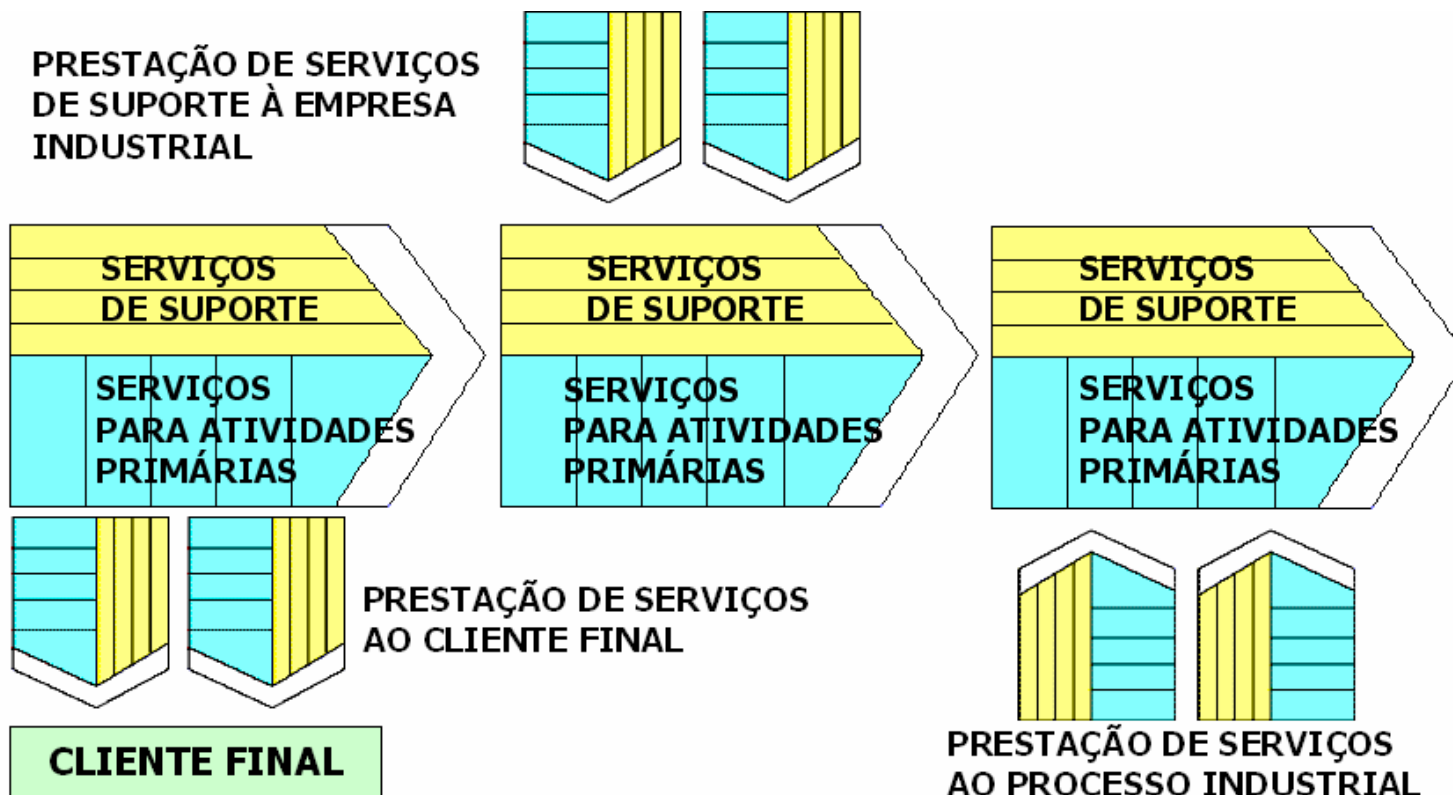 PRESTAÇÃO DE SERVIÇOS
DE SUPORTE À EMPRESA
INDUSTRIAL
SERVIÇOS
DE SUPORTE
SERVIÇOS
PARA ATIVIDADES
PRIMÁRIAS
SERVIÇOS
DE SUPORTE
SERVIÇOS
PARA ATIVIDADES
PRIMÁRIAS
SERVIÇOS
DE SUPORTE
SERVIÇOS
PARA ATIVIDADES
PRIMÁRIAS
PRESTAÇÃO DE SERVIÇOS
AO CLIENTE FINAL
CLIENTE FINAL
PRESTAÇÃO DE SERVIÇOS
AO PROCESSO INDUSTRIAL